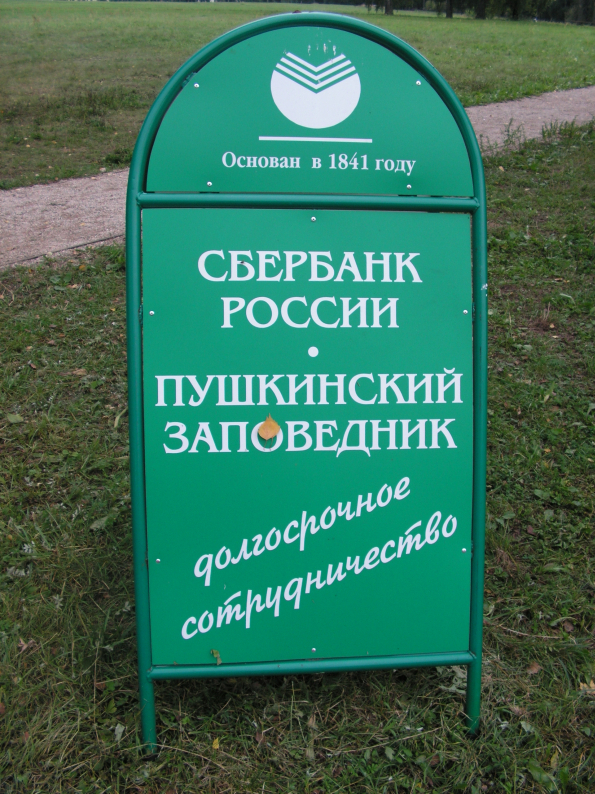 Основан в 1841 году
СБЕРБАНК
РОССИИ
•
ПУШКИНСКИЙ
ЗАПОВЕДНИК
долгосрочное
сотрудничество